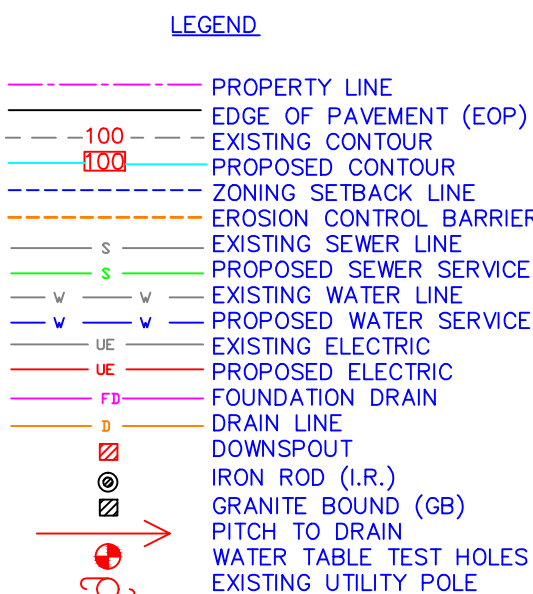 LEGEND
PROPERTY LINE
EDGE OF PAVEMENT (EOP)
100 EXISTING CONTOUR
100 PROPOSED CONTOUR
ZONING SETBACK LINE
EROSION CONTROL BARRIER
S EXISTING SEWER LINE
S PROPOSED SEWER SERVICE
W W EXISTING WATER LINE
W W PROPOSED WATER SERVICE
UE EXISTING ELECTRIC
UE PROPOSED ELECTRIC
FD FOUNDATION DRAIN
D DRAIN LINE
DOWNSPOUT
IRON ROD (I.R.)
GRANITE BOUND (GB)
PITCH TO DRAIN
WATER TABLE TEST HOLES
EXISTING UTILITY POLE